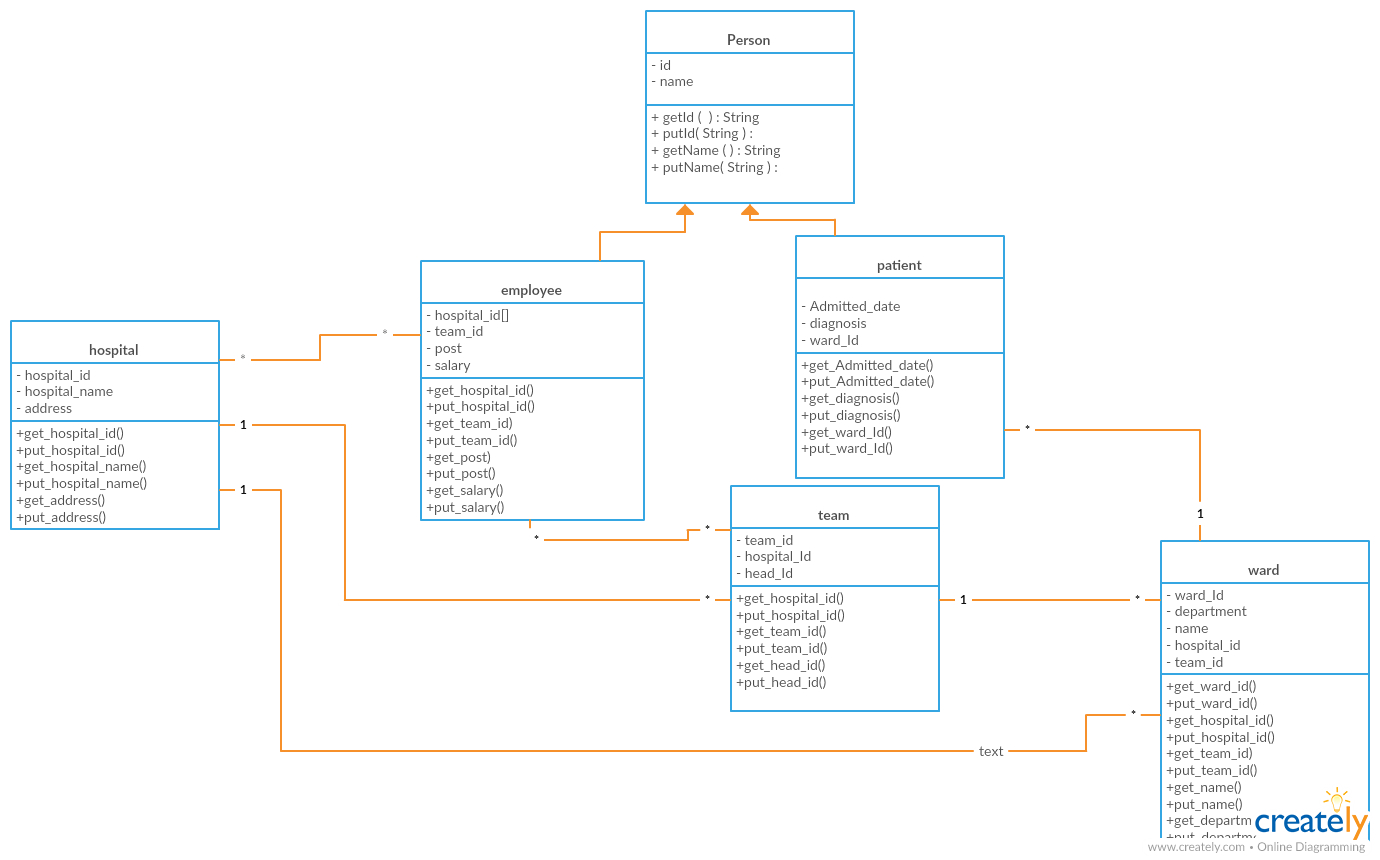 Person
- id
- name
+ getId ( ) : String
+ putId( String ) :
+ getName ( ) : String
+ putName( String ) :
employee
- hospital_id[]
- team_id
- post
- salary
+get_hospital_id()
+put_hospital_id()
+get_team_id)
+put_team_id()
+get_post)
+put_post()
+get_salary()
+put_salary()
patient
- Admitted_date
- diagnosis
- ward_Id
+get_Admitted_date()
+put_Admitted_date()
+get_diagnosis()
+put_diagnosis()
+get_ward_Id()
+put_ward_Id()
hospital
- hospital_id
- hospital_name
- address
+get_hospital_id()
+put_hospital_id()
+get_hospital_name()
+put_hospital_name()
+get_address()
+put_address()
*
*
1
1
*
1
*
*
*
team
- team_id
- hospital_Id
- head_Id
+get_hospital_id()
+put_hospital_id()
+get_team_id()
+put_team_id()
+get_head_id()
+put_head_id()
1
*
ward
- ward_Id
- department
- name
- hospital_id
- team_id
+get_ward_id()
+put_ward_id()
+get_hospital_id()
+put_hospital_id()
+get_team_id)
+put_team_id()
+get_name()
+put_name()
+get_departm
*
text
creately
www.creately.com • Online Diagramming